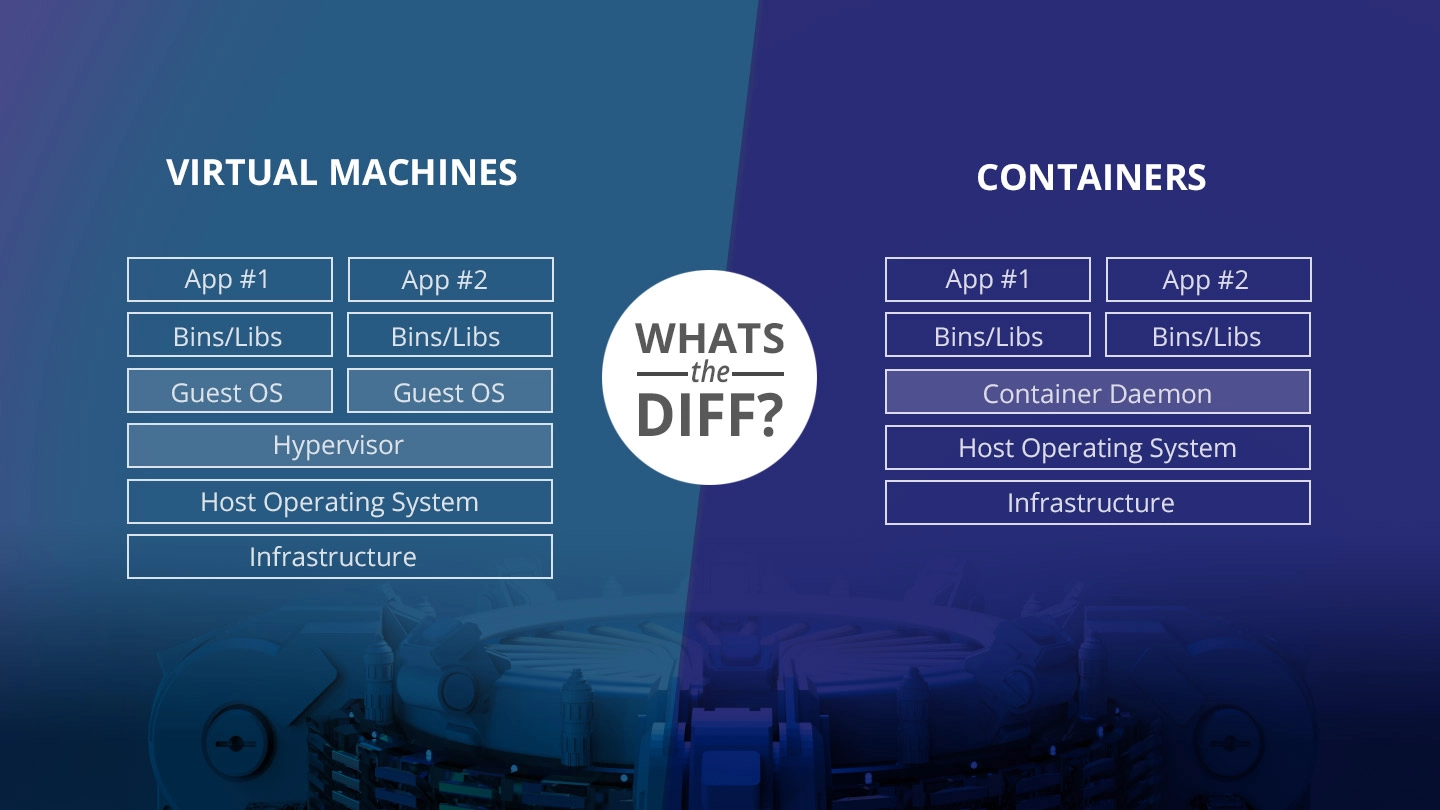 VIRTUAL MACHINES
App #1
App #2
Bins/Libs
Bins/Libs
Guest OS
Guest OS
Hypervisor
Host Operating System
Infrastructure
WHATS
the
DIFF?
CONTAINERS
App #1
App #2
Bins/Libs
Bins/Libs
Container Daemon
Host Operating System
Infrastructure